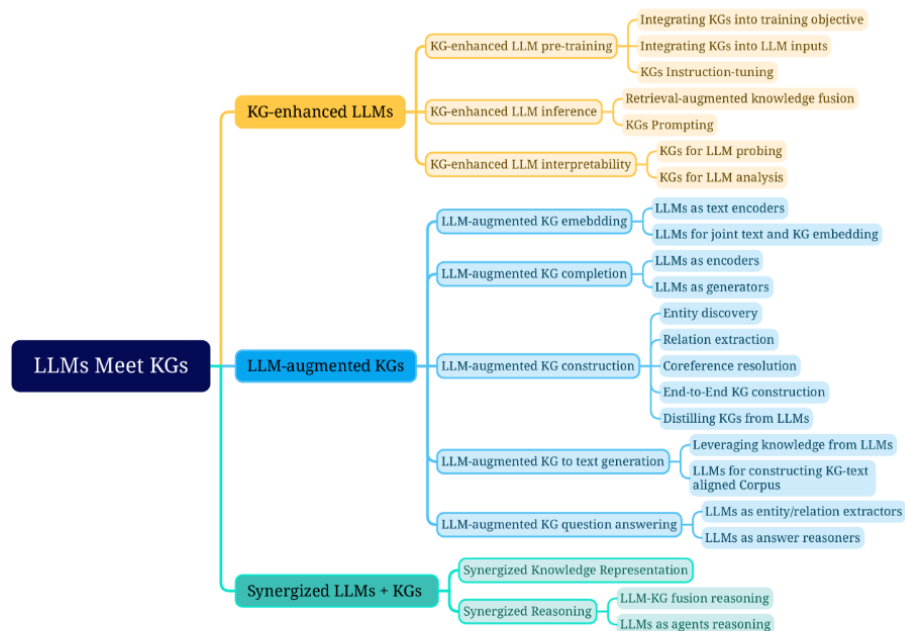 LLMs Meet KGs
KG-enhanced LLMs
KG-enhanced LLM pre-training
Integrating KGs into training objective
Integrating KGs into LLM inputs
KGs Instruction-tuning
KG-enhanced LLM inference
Retrieval-augmented knowledge fusion
KGs Prompting
KG-enhanced LLM interpretability
KGs for LLM probing
KGs for LLM analysis
LLM-augmented KGs
LLM-augmented KG emebdding
LLMs as text encoders
LLMs for joint text and KG embedding
LLM-augmented KG completion
LLMs as encoders
LLMs as generators
LLM-augmented KG construction
Entity discovery
Relation extraction
Coreference resolution
End-to-End KG construction
Distilling KGs from LLMs
LLM-augmented KG to text generation
Leveraging knowledge from LLMs
LLMs for constructing KG-text
aligned Corpus
LLM-augmented KG question answering
LLMs as entity/relation extractors
LLMs as answer reasoners
Synergized LLMs + KGs
Synergized Knowledge Representation
Synergized Reasoning
LLM-KG fusion reasoning
LLMs as agents reasoning